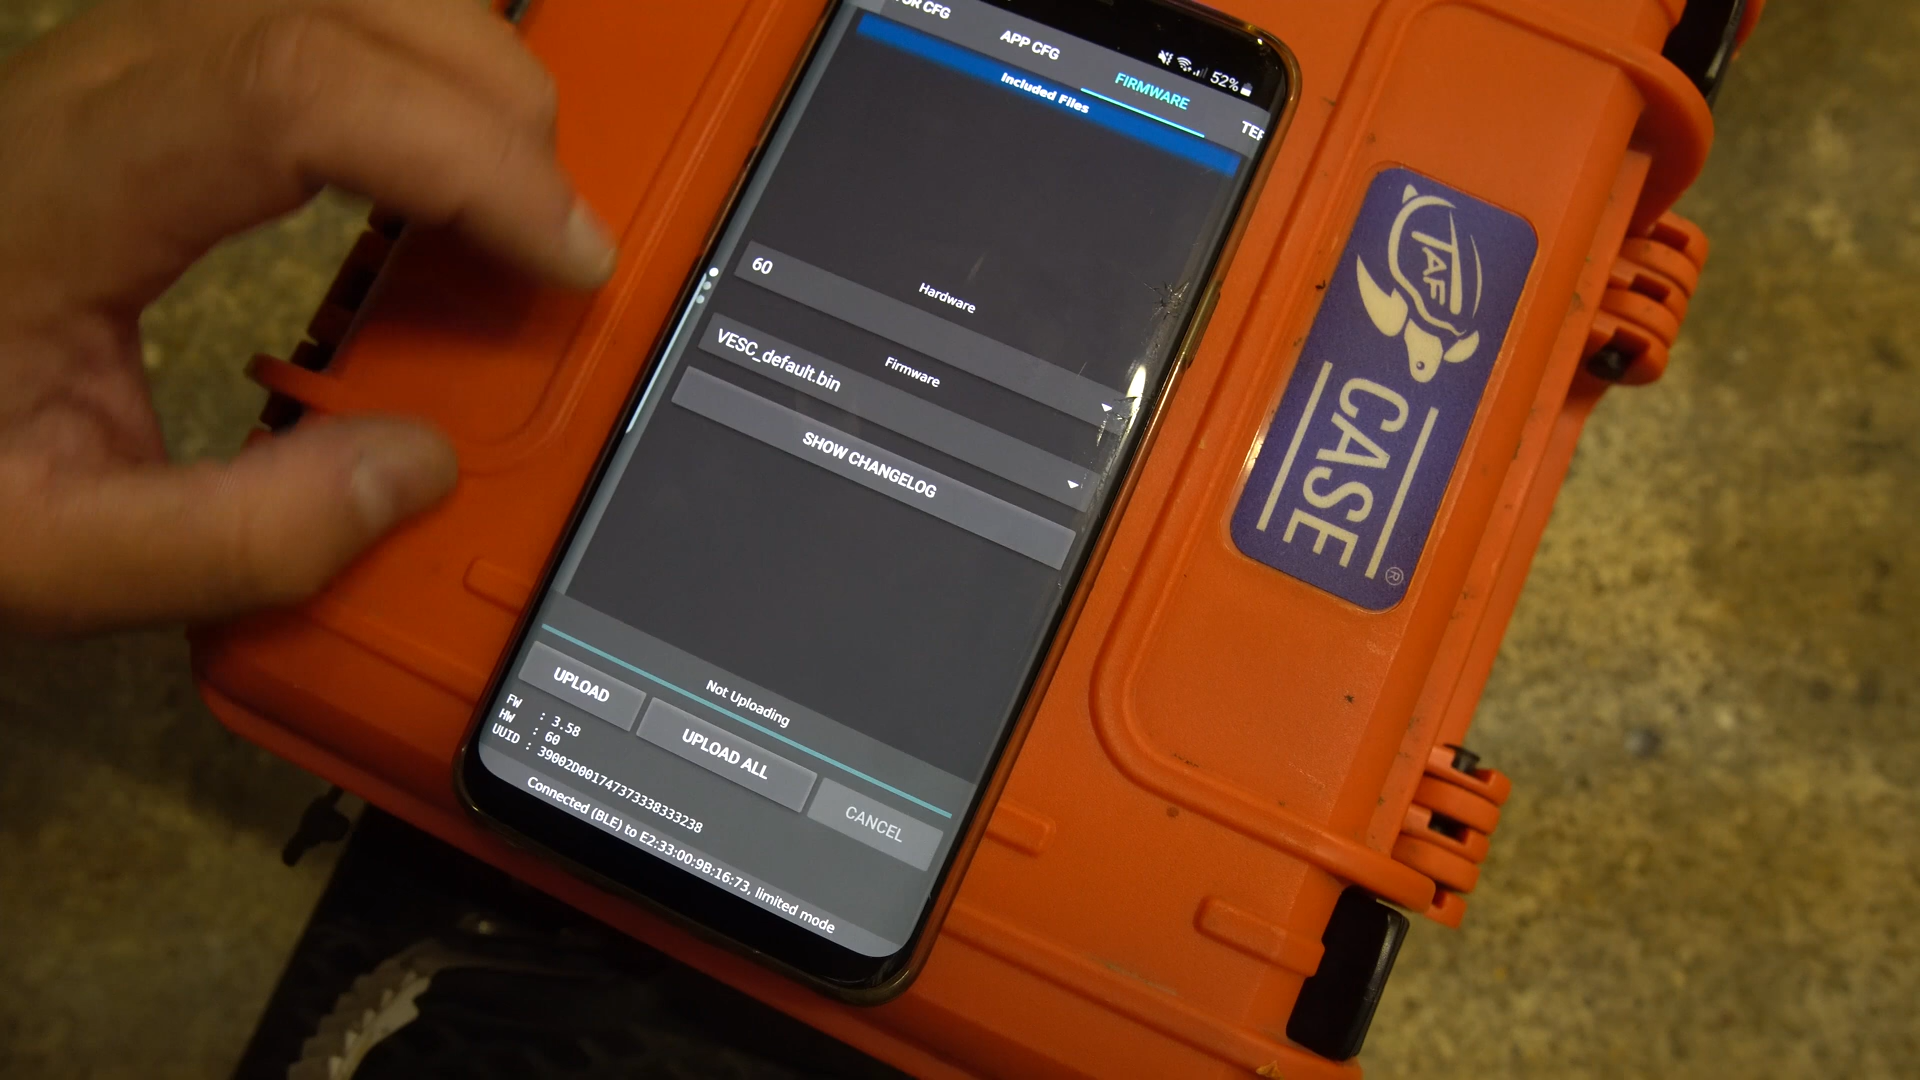 52%
APP CFG
FIRMWARE
Included Files
Hardware
60
Firmware
VESC_default.bin
SHOW CHANGELOG
Not Uploading
UPLOAD
UPLOAD ALL
CANCEL
FW : 3.58
HW : 60
UUID : 39002D001747373338333238
Connected (BLE) to E2:33:00:9B:16:73, limited mode
TAF
CASE
®